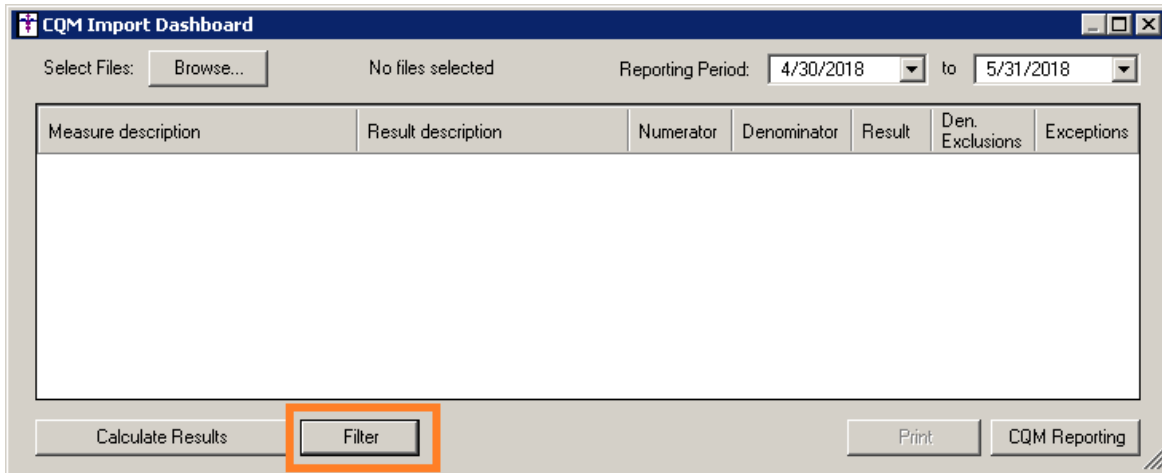 CQM Import Dashboard
Select Files: Browse... No files selected Reporting Period: 4/30/2018 to 5/31/2018
Measure description Result description Numerator Denominator Result Den. Exclusions Exceptions
Calculate Results Filter Print CQM Reporting